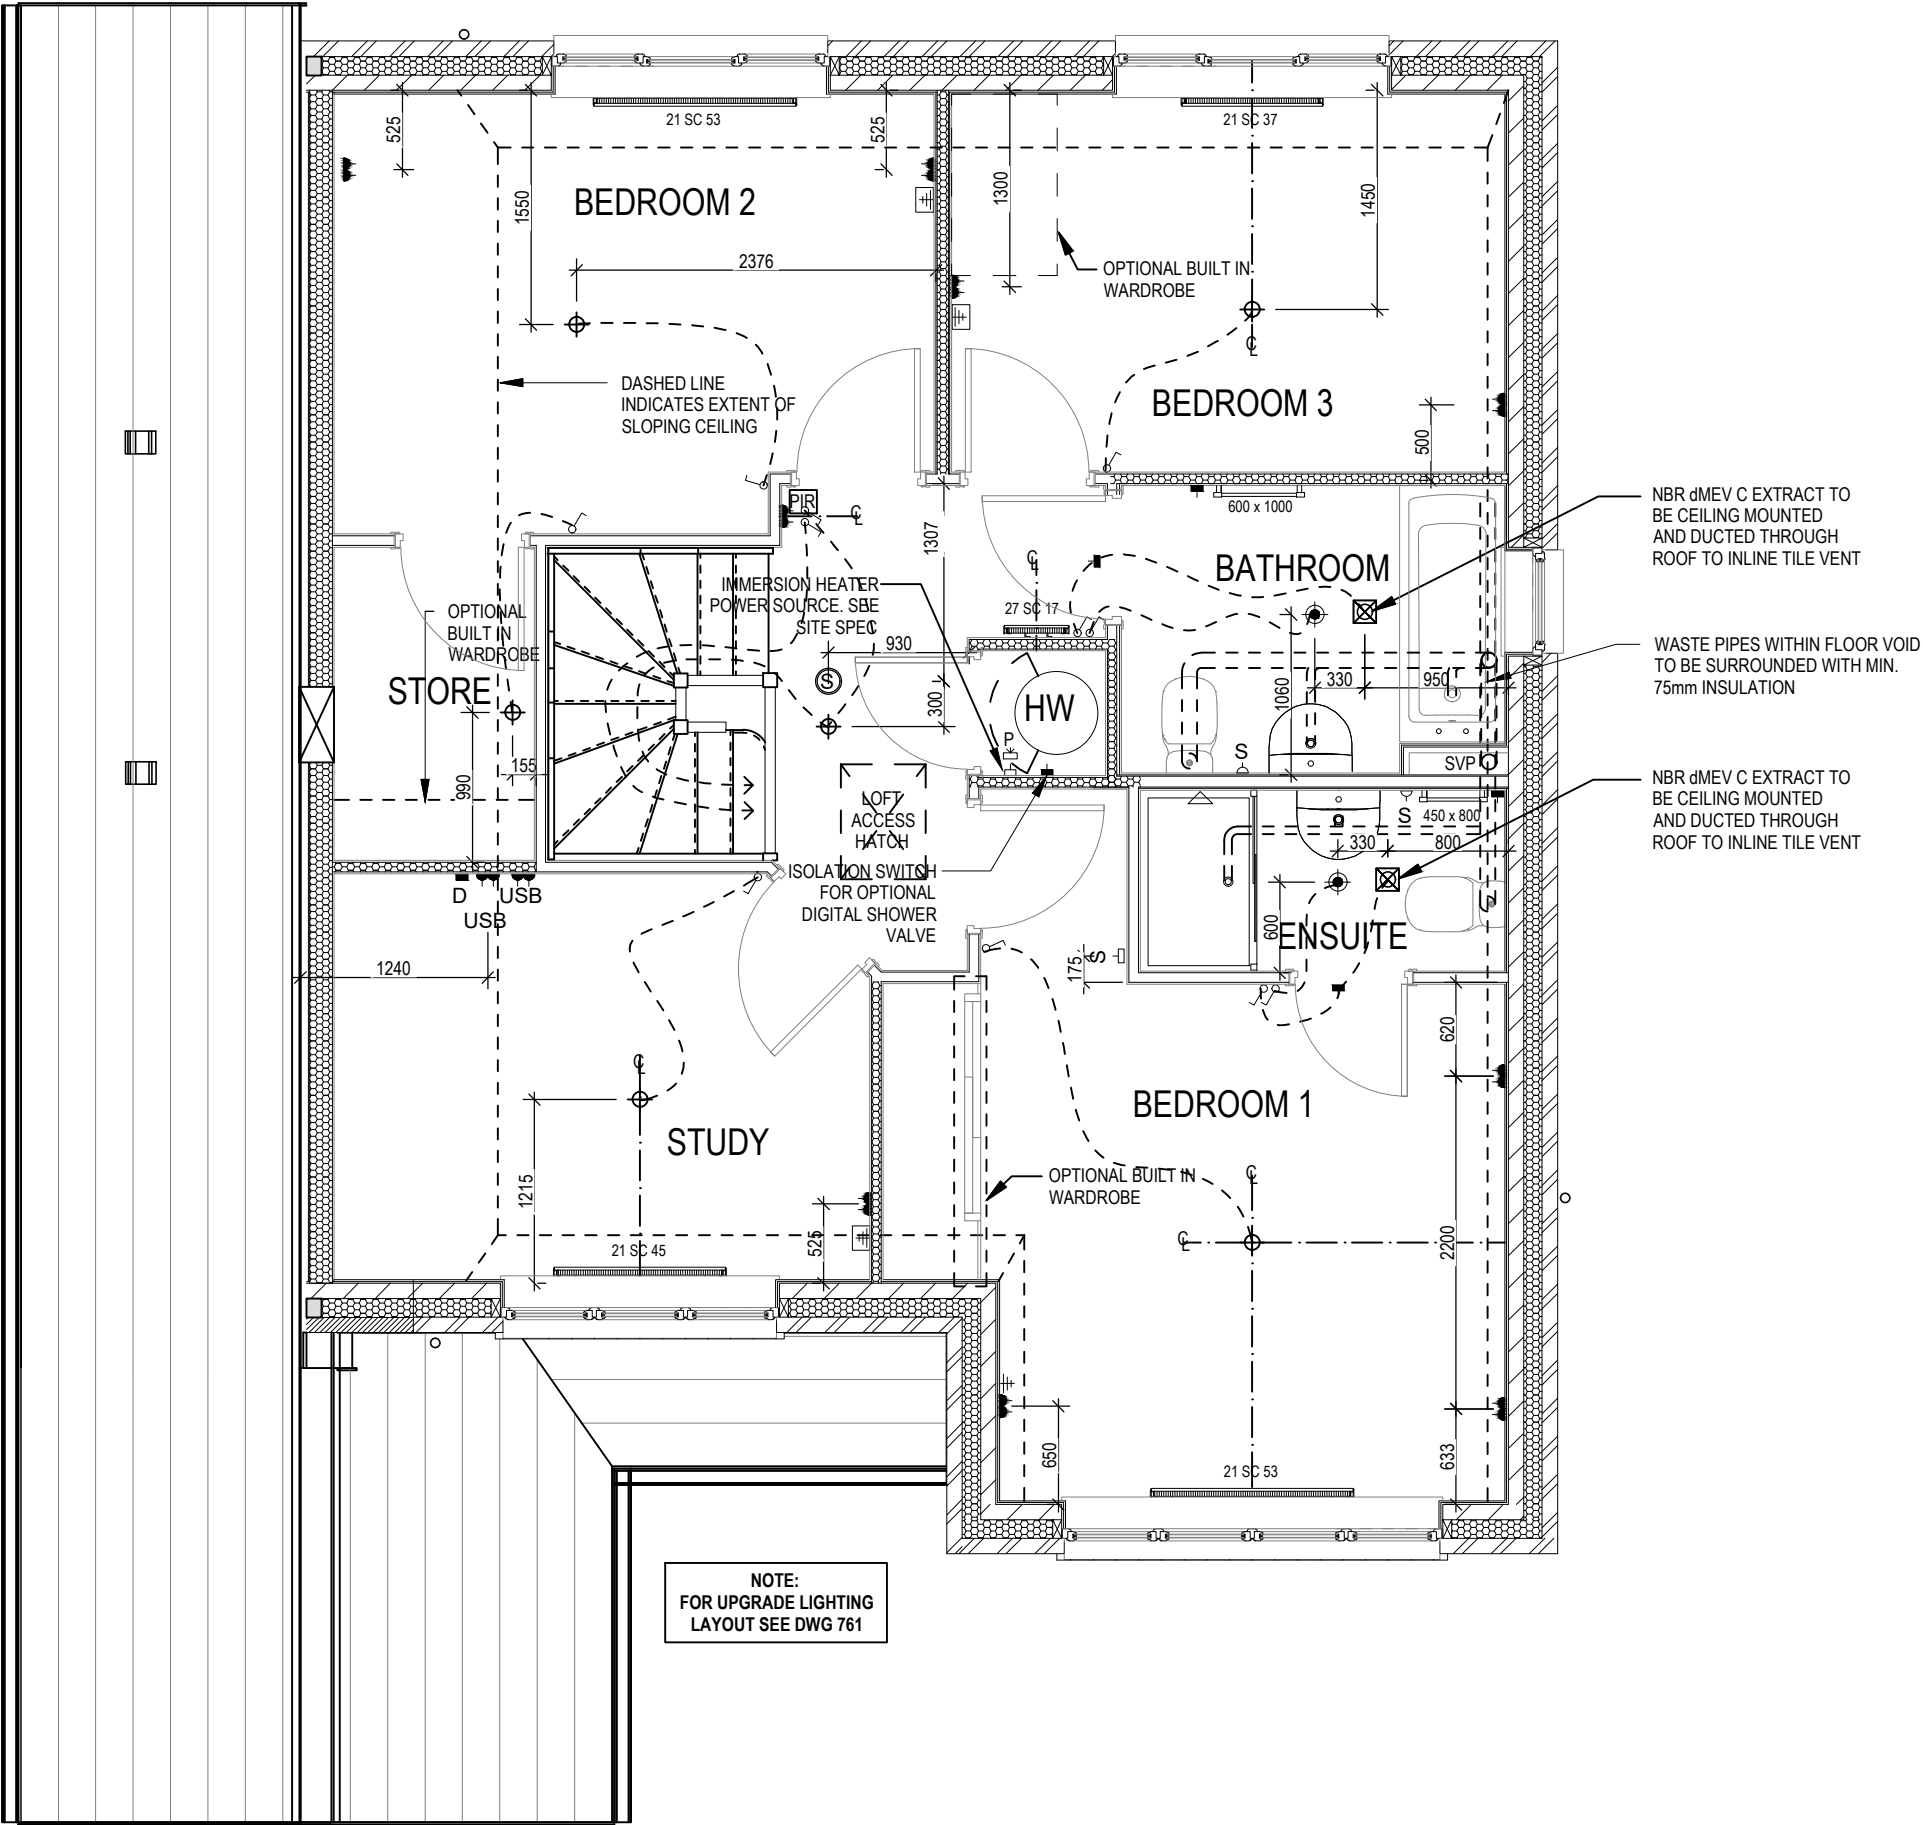 21 SC 53
21 SC 37
525
525
1550
1300
1450
BEDROOM 2
2376
OPTIONAL BUILT IN
WARDROBE
DASHED LINE
INDICATES EXTENT OF
SLOPING CEILING
BEDROOM 3
500
PIR
600 x 1000
1307
NBR dMEV C EXTRACT TO
BE CEILING MOUNTED
AND DUCTED THROUGH
ROOF TO INLINE TILE VENT
BATHROOM
IMMERSION HEATER
POWER SOURCE. SEE
SITE SPEC
27 SC 17
OPTIONAL
BUILT IN
WARDROBE
930
WASTE PIPES WITHIN FLOOR VOID
TO BE SURROUNDED WITH MIN.
75mm INSULATION
STORE
S
300
HW
1060
330
950
P
S
SVP
155
990
NBR dMEV C EXTRACT TO
BE CEILING MOUNTED
AND DUCTED THROUGH
ROOF TO INLINE TILE VENT
LOFT
ACCESS
HATCH
S
450 x 800
330
800
ISOLATION SWITCH
FOR OPTIONAL
DIGITAL SHOWER
VALVE
D
USB
USB
600
ENSUITE
1240
175
S
620
BEDROOM 1
STUDY
1215
OPTIONAL BUILT IN
WARDROBE
525
2200
21 SC 45
650
633
21 SC 53
NOTE:
FOR UPGRADE LIGHTING
LAYOUT SEE DWG 761